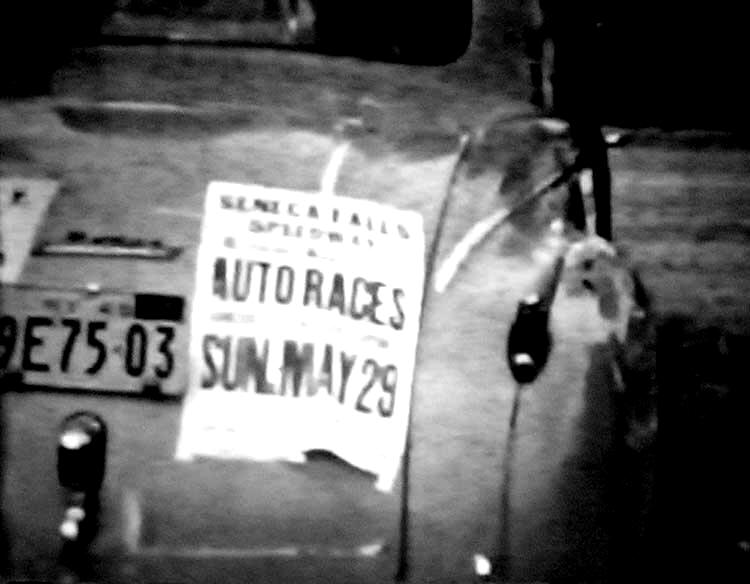 SENECA FALLS
SPEEDWAY
AUTO RACES
SUN. MAY 29
9E75·03